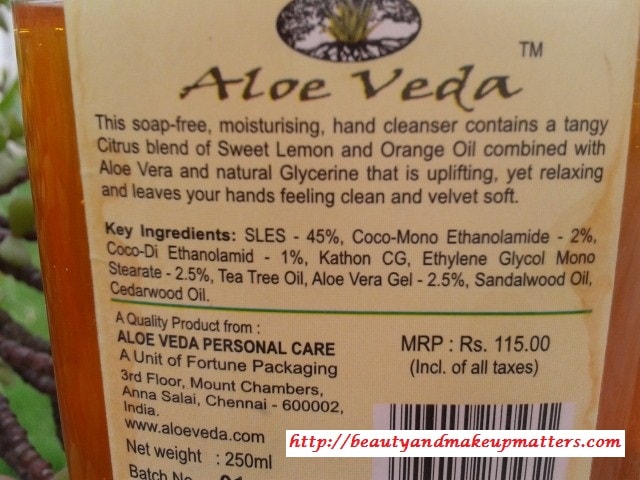 Aloe Veda TM
This soap-free, moisturising, hand cleanser contains a tangy
Citrus blend of Sweet Lemon and Orange Oil combined with
Aloe Vera and natural Glycerine that is uplifting, yet relaxing
and leaves your hands feeling clean and velvet soft.
Key Ingredients: SLES - 45%, Coco-Mono Ethanolamide - 2%,
Coco-Di Ethanolamid - 1%, Kathon CG, Ethylene Glycol Mono
Stearate - 2.5%, Tea Tree Oil, Aloe Vera Gel - 2.5%, Sandalwood Oil,
Cedarwood Oil.
A Quality Product from :
ALOE VEDA PERSONAL CARE
A Unit of Fortune Packaging
3rd Floor, Mount Chambers,
Anna Salai, Chennai - 600002,
India.
www.aloeveda.com
Net weight : 250ml
Batch No
MRP : Rs. 115.00
(Incl. of all taxes)
http://beautyandmakeupmatters.com